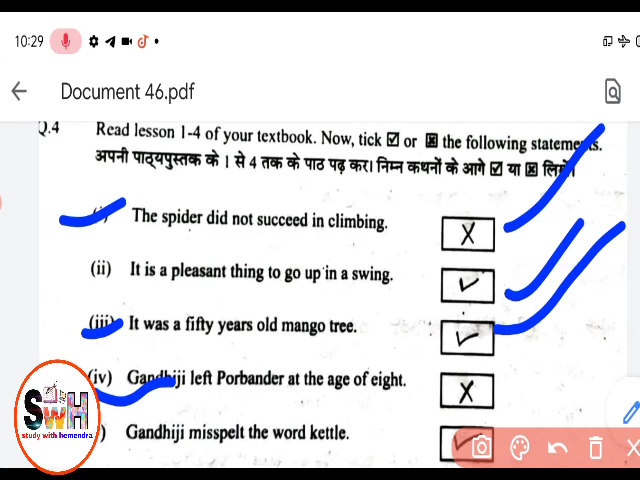 10:29
Document 46.pdf
Q.4 Read lesson 1-4 of your textbook. Now, tick ☑ or ☒ the following statements.
अपनी पाठ्यपुस्तक के 1 से 4 तक के पाठ पढ़ कर। निम्न कथनों के आगे ☑ या ☒ लिखें।
(i) The spider did not succeed in climbing. X
(ii) It is a pleasant thing to go up in a swing. ✓
(iii) It was a fifty years old mango tree. ✓
(iv) Gandhiji left Porbander at the age of eight. X
) Gandhiji misspelt the word kettle. ✓
SWH
study with hemendra